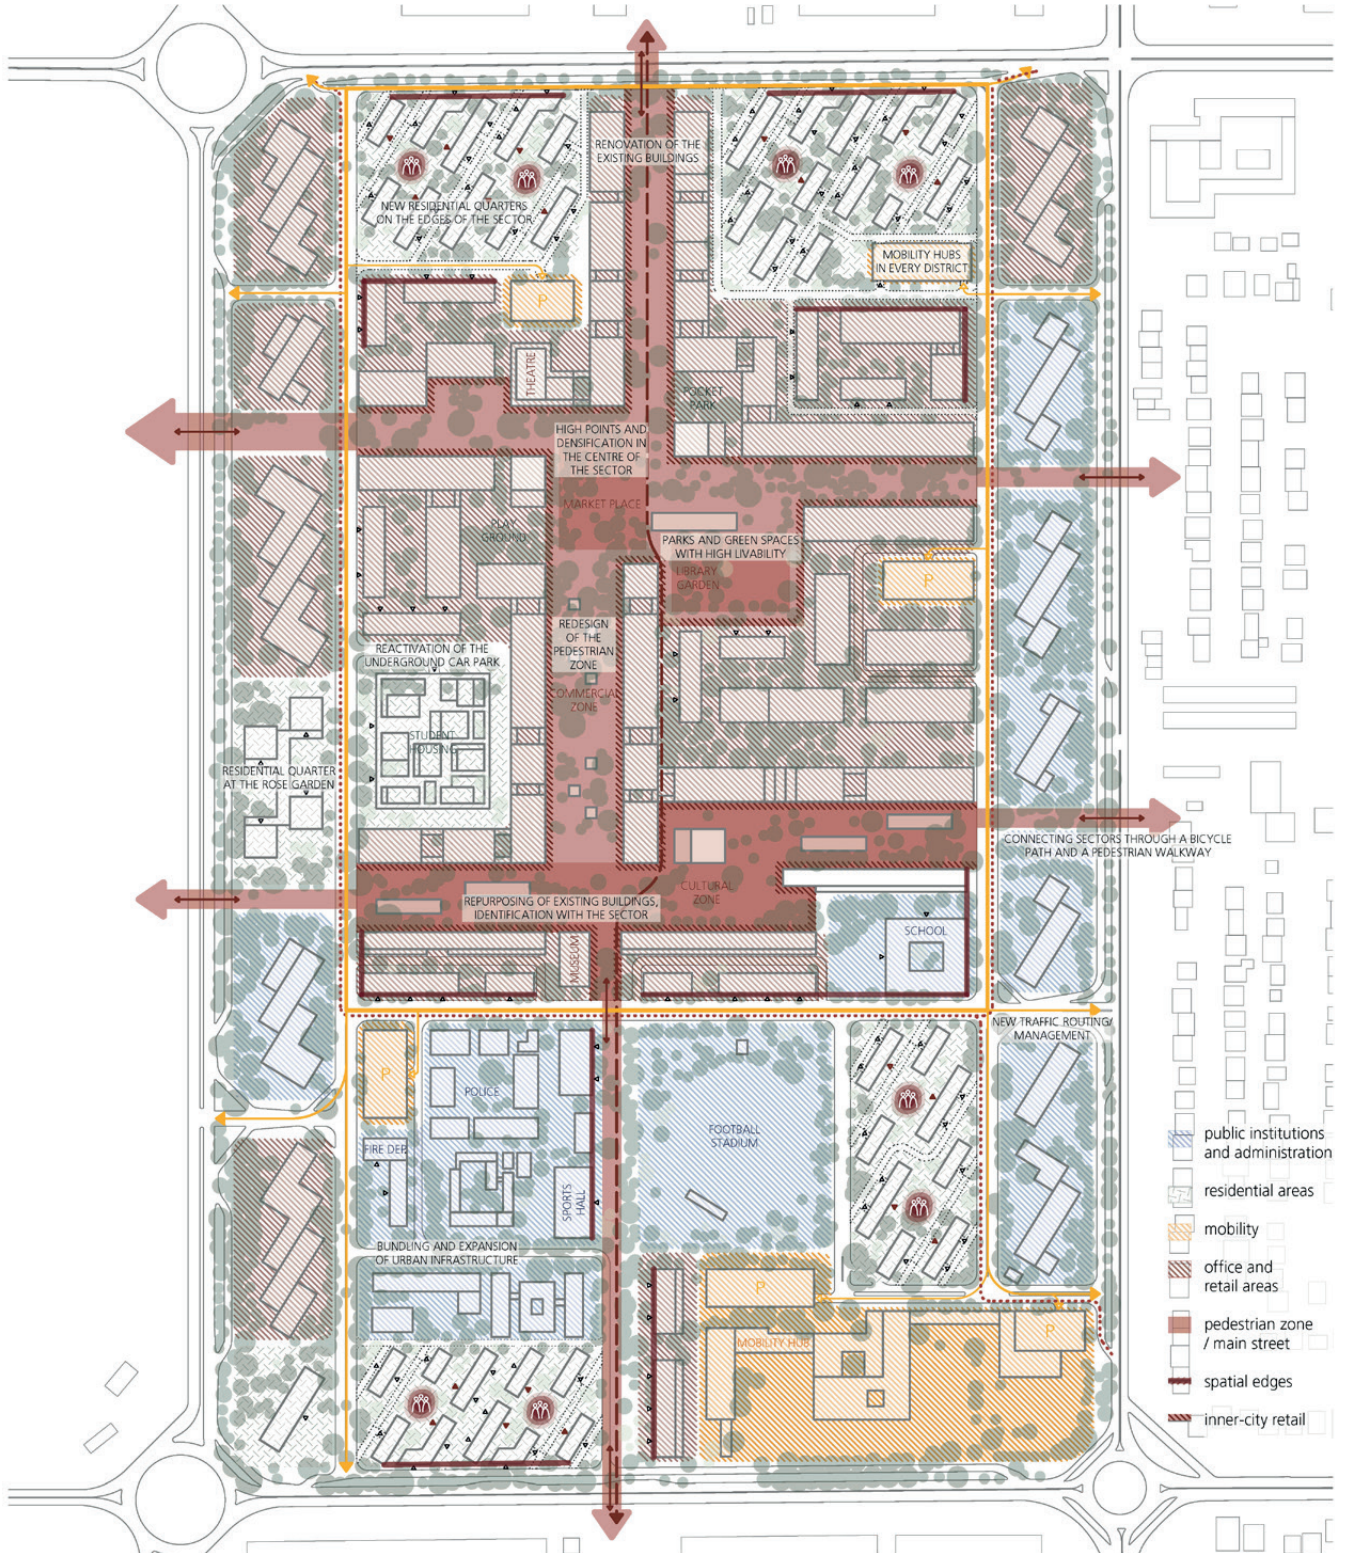 RENOVATION OF THE
EXISTING BUILDINGS
NEW RESIDENTIAL QUARTERS
ON THE EDGES OF THE SECTOR
MOBILITY HUBS
IN EVERY DISTRICT
P
THEATRE
POCKET
PARK
HIGH POINTS AND
DENSIFICATION IN
THE CENTRE OF
THE SECTOR
MARKET PLACE
PLAY
GROUND
PARKS AND GREEN SPACES
WITH HIGH LIVABILITY
LIBRARY
GARDEN
P
REDESIGN
OF THE
PEDESTRIAN
ZONE
REACTIVATION OF THE
UNDERGROUND CAR PARK
COMMERCIAL
ZONE
STUDENT
HOUSING
RESIDENTIAL QUARTER
AT THE ROSE GARDEN
CONNECTING SECTORS THROUGH A BICYCLE
PATH AND A PEDESTRIAN WALKWAY
CULTURAL
ZONE
REPURPOSING OF EXISTING BUILDINGS,
IDENTIFICATION WITH THE SECTOR
SCHOOL
MUSEUM
NEW TRAFFIC ROUTING/
MANAGEMENT
P
POLICE
FIRE DEP.
FOOTBALL
STADIUM
SPORTS
HALL
BUNDLING AND EXPANSION
OF URBAN INFRASTRUCTURE
P
MOBILITY HUB
P
public institutions
and administration
residential areas
mobility
office and
retail areas
pedestrian zone
/ main street
spatial edges
inner-city retail